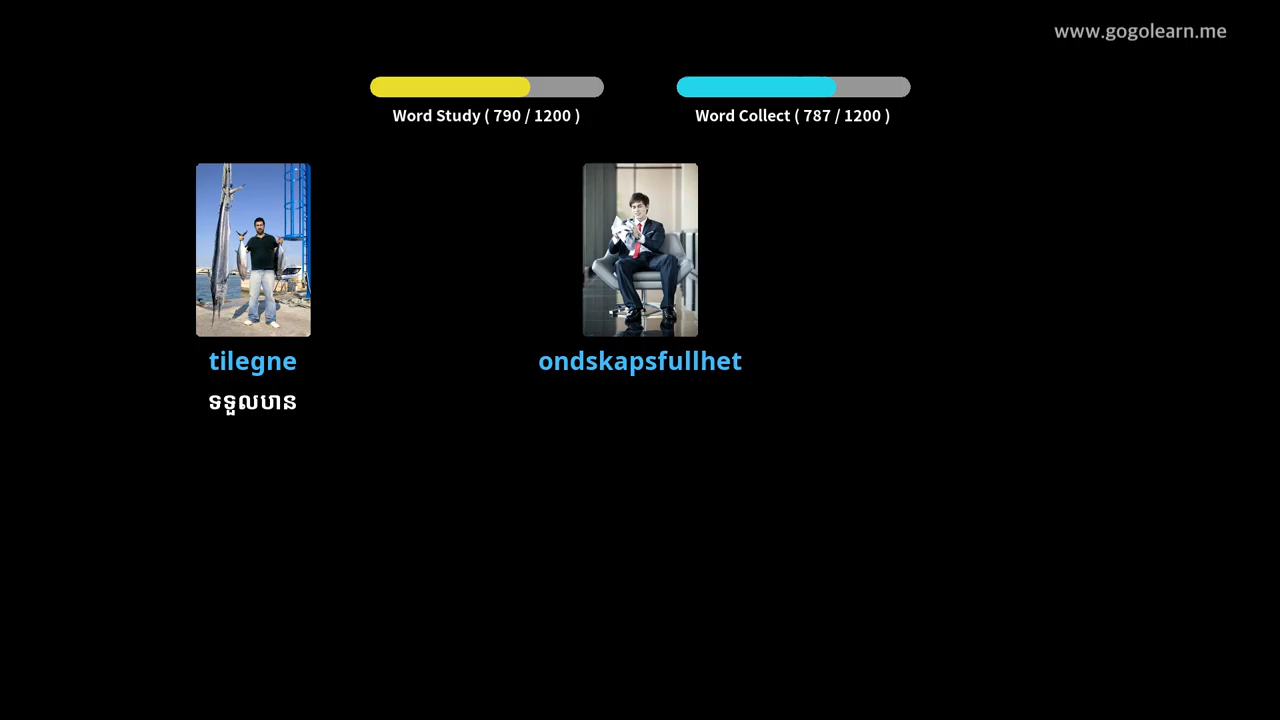 www.gogolearn.me
Word Study ( 790 / 1200 )
Word Collect ( 787 / 1200 )
tilegne
ondskapsfullhet
ទទួលបាន